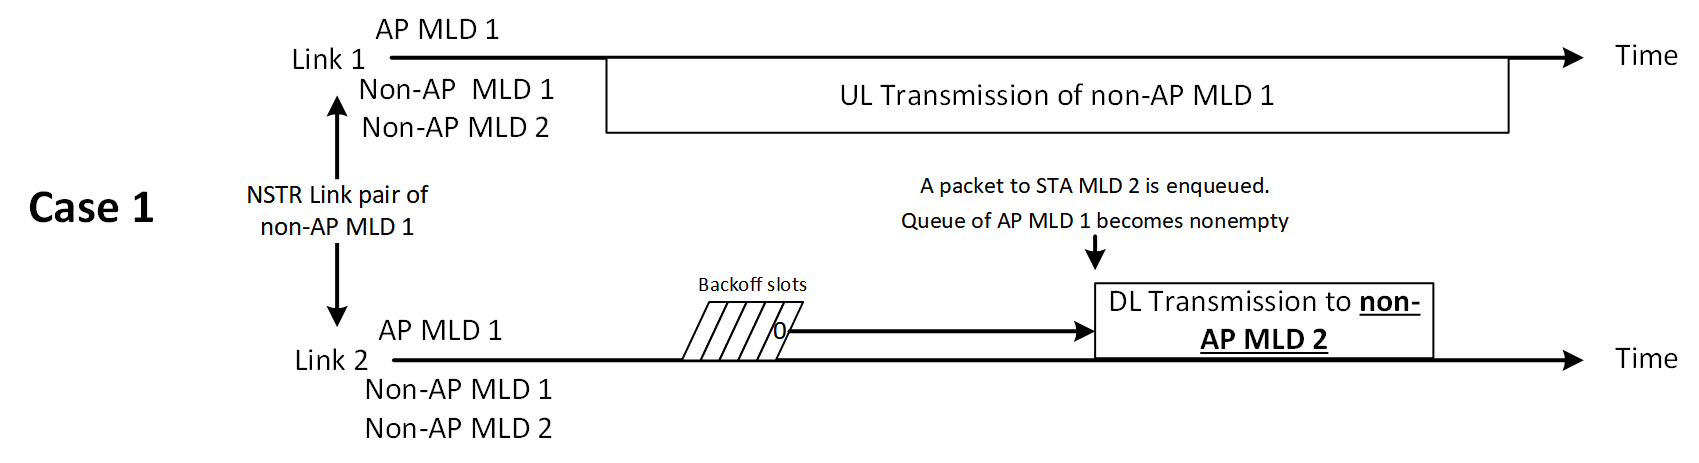 AP MLD 1
Link 1
Time
Non-AP  MLD 1
UL Transmission of non-AP MLD 1
Non-AP MLD 2
Case 1
NSTR Link pair of
non-AP MLD 1
A packet to STA MLD 2 is enqueued.
Queue of AP MLD 1 becomes nonempty
Backoff slots
0
DL Transmission to non-
AP MLD 2
AP MLD 1
Link 2
Time
Non-AP MLD 1
Non-AP MLD 2